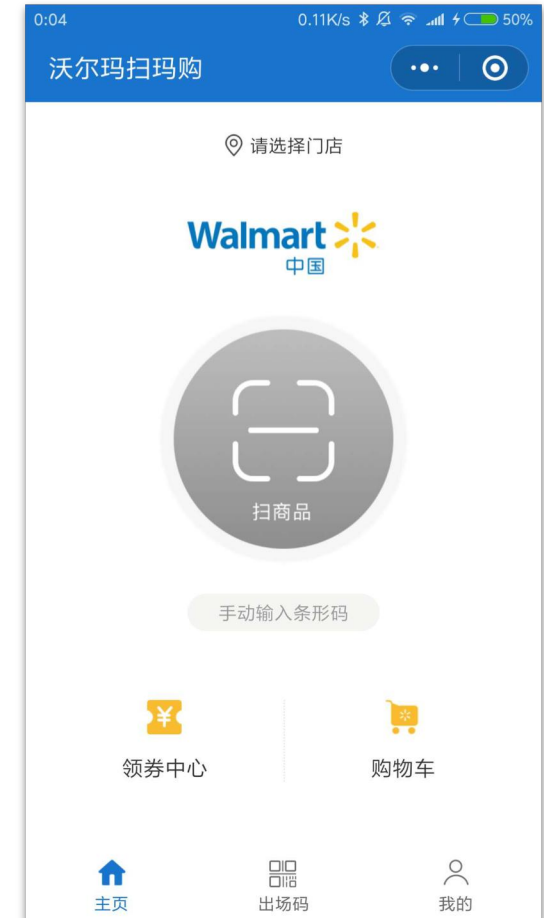 0:04 0.11K/s 50%
沃尔玛扫玛购
请选择门店
Walmart
中国
扫商品
手动输入条形码
领券中心 购物车
主页 出场码 我的